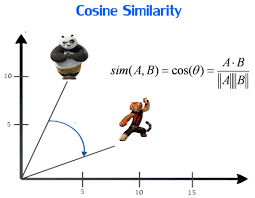 Cosine Similarity
sim(A, B) = cos(θ) = A · B / ‖A‖‖B‖
10
5
5
10
15